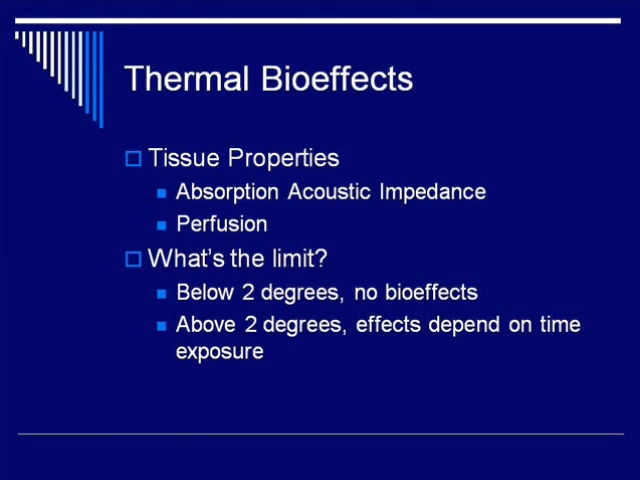 Thermal Bioeffects
Tissue Properties
Absorption Acoustic Impedance
Perfusion
What's the limit?
Below 2 degrees, no bioeffects
Above 2 degrees, effects depend on time
exposure